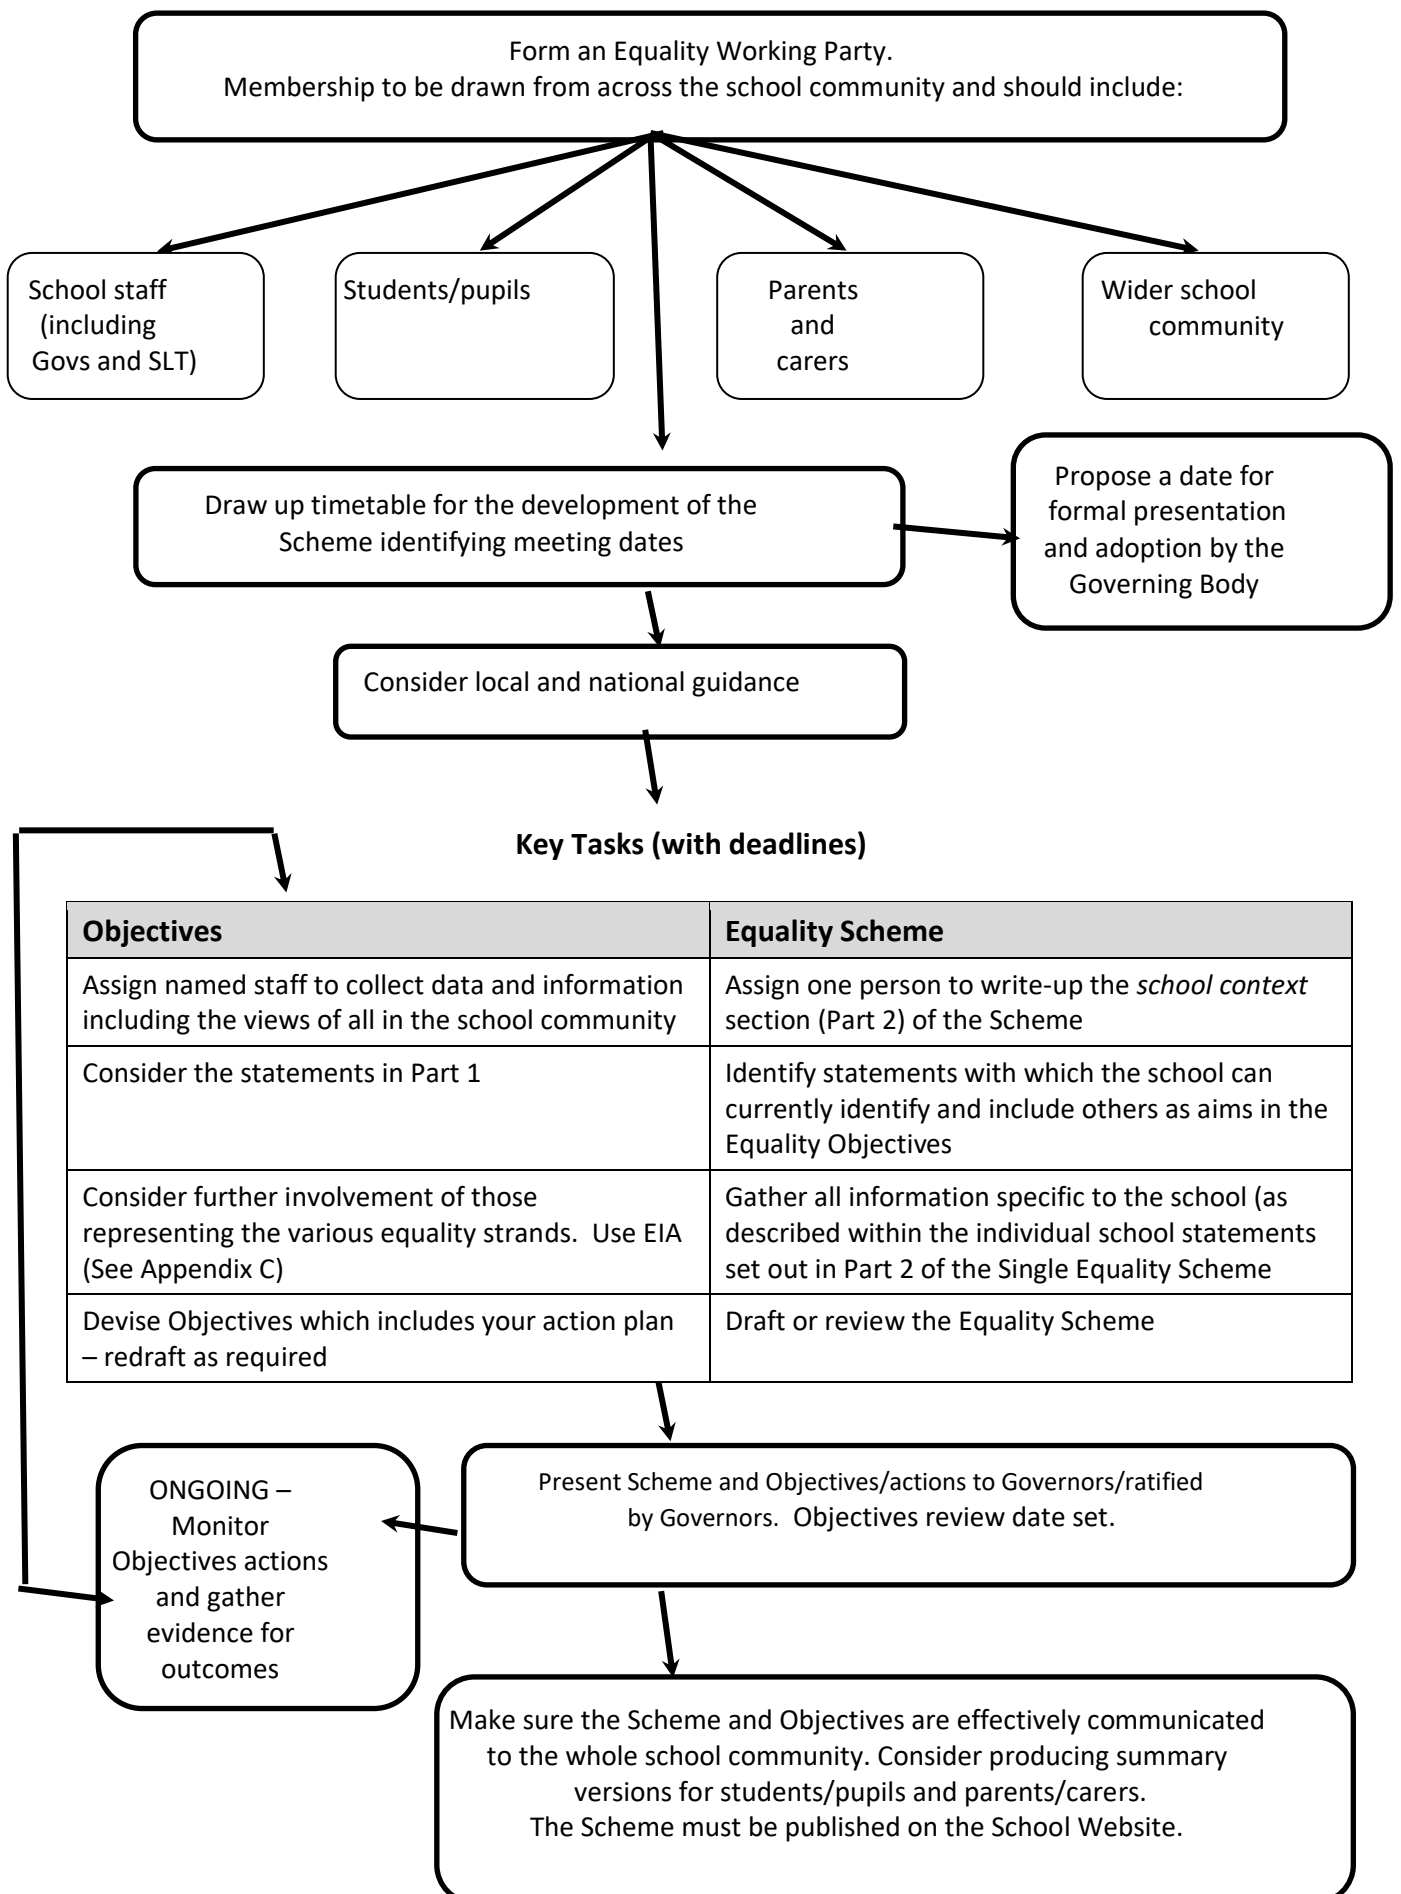 Form an Equality Working Party.
Membership to be drawn from across the school community and should include:
School staff
(including
Govs and SLT)
Students/pupils
Parents
and
carers
Wider school
community
Draw up timetable for the development of the
Scheme identifying meeting dates
Propose a date for
formal presentation
and adoption by the
Governing Body
Consider local and national guidance
Key Tasks (with deadlines)
Objectives
Equality Scheme
Assign named staff to collect data and information
including the views of all in the school community
Assign one person to write-up the school context
section (Part 2) of the Scheme
Consider the statements in Part 1
Identify statements with which the school can
currently identify and include others as aims in the
Equality Objectives
Consider further involvement of those
representing the various equality strands.  Use EIA
(See Appendix C)
Gather all information specific to the school (as
described within the individual school statements
set out in Part 2 of the Single Equality Scheme
Devise Objectives which includes your action plan
– redraft as required
Draft or review the Equality Scheme
ONGOING –
Monitor
Objectives actions
and gather
evidence for
outcomes
Present Scheme and Objectives/actions to Governors/ratified
by Governors.  Objectives review date set.
Make sure the Scheme and Objectives are effectively communicated
to the whole school community. Consider producing summary
versions for students/pupils and parents/carers.
The Scheme must be published on the School Website.